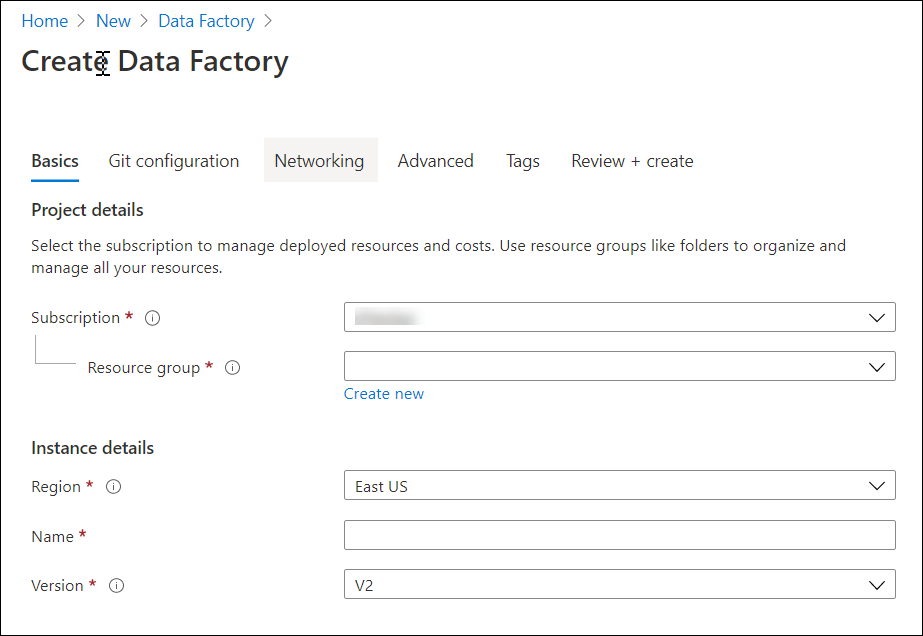 Home > New > Data Factory >
Create Data Factory
Basics Git configuration Networking Advanced Tags Review + create
Project details
Select the subscription to manage deployed resources and costs. Use resource groups like folders to organize and
manage all your resources.
Subscription *
Resource group *
Create new
Instance details
Region * East US
Name *
Version * V2